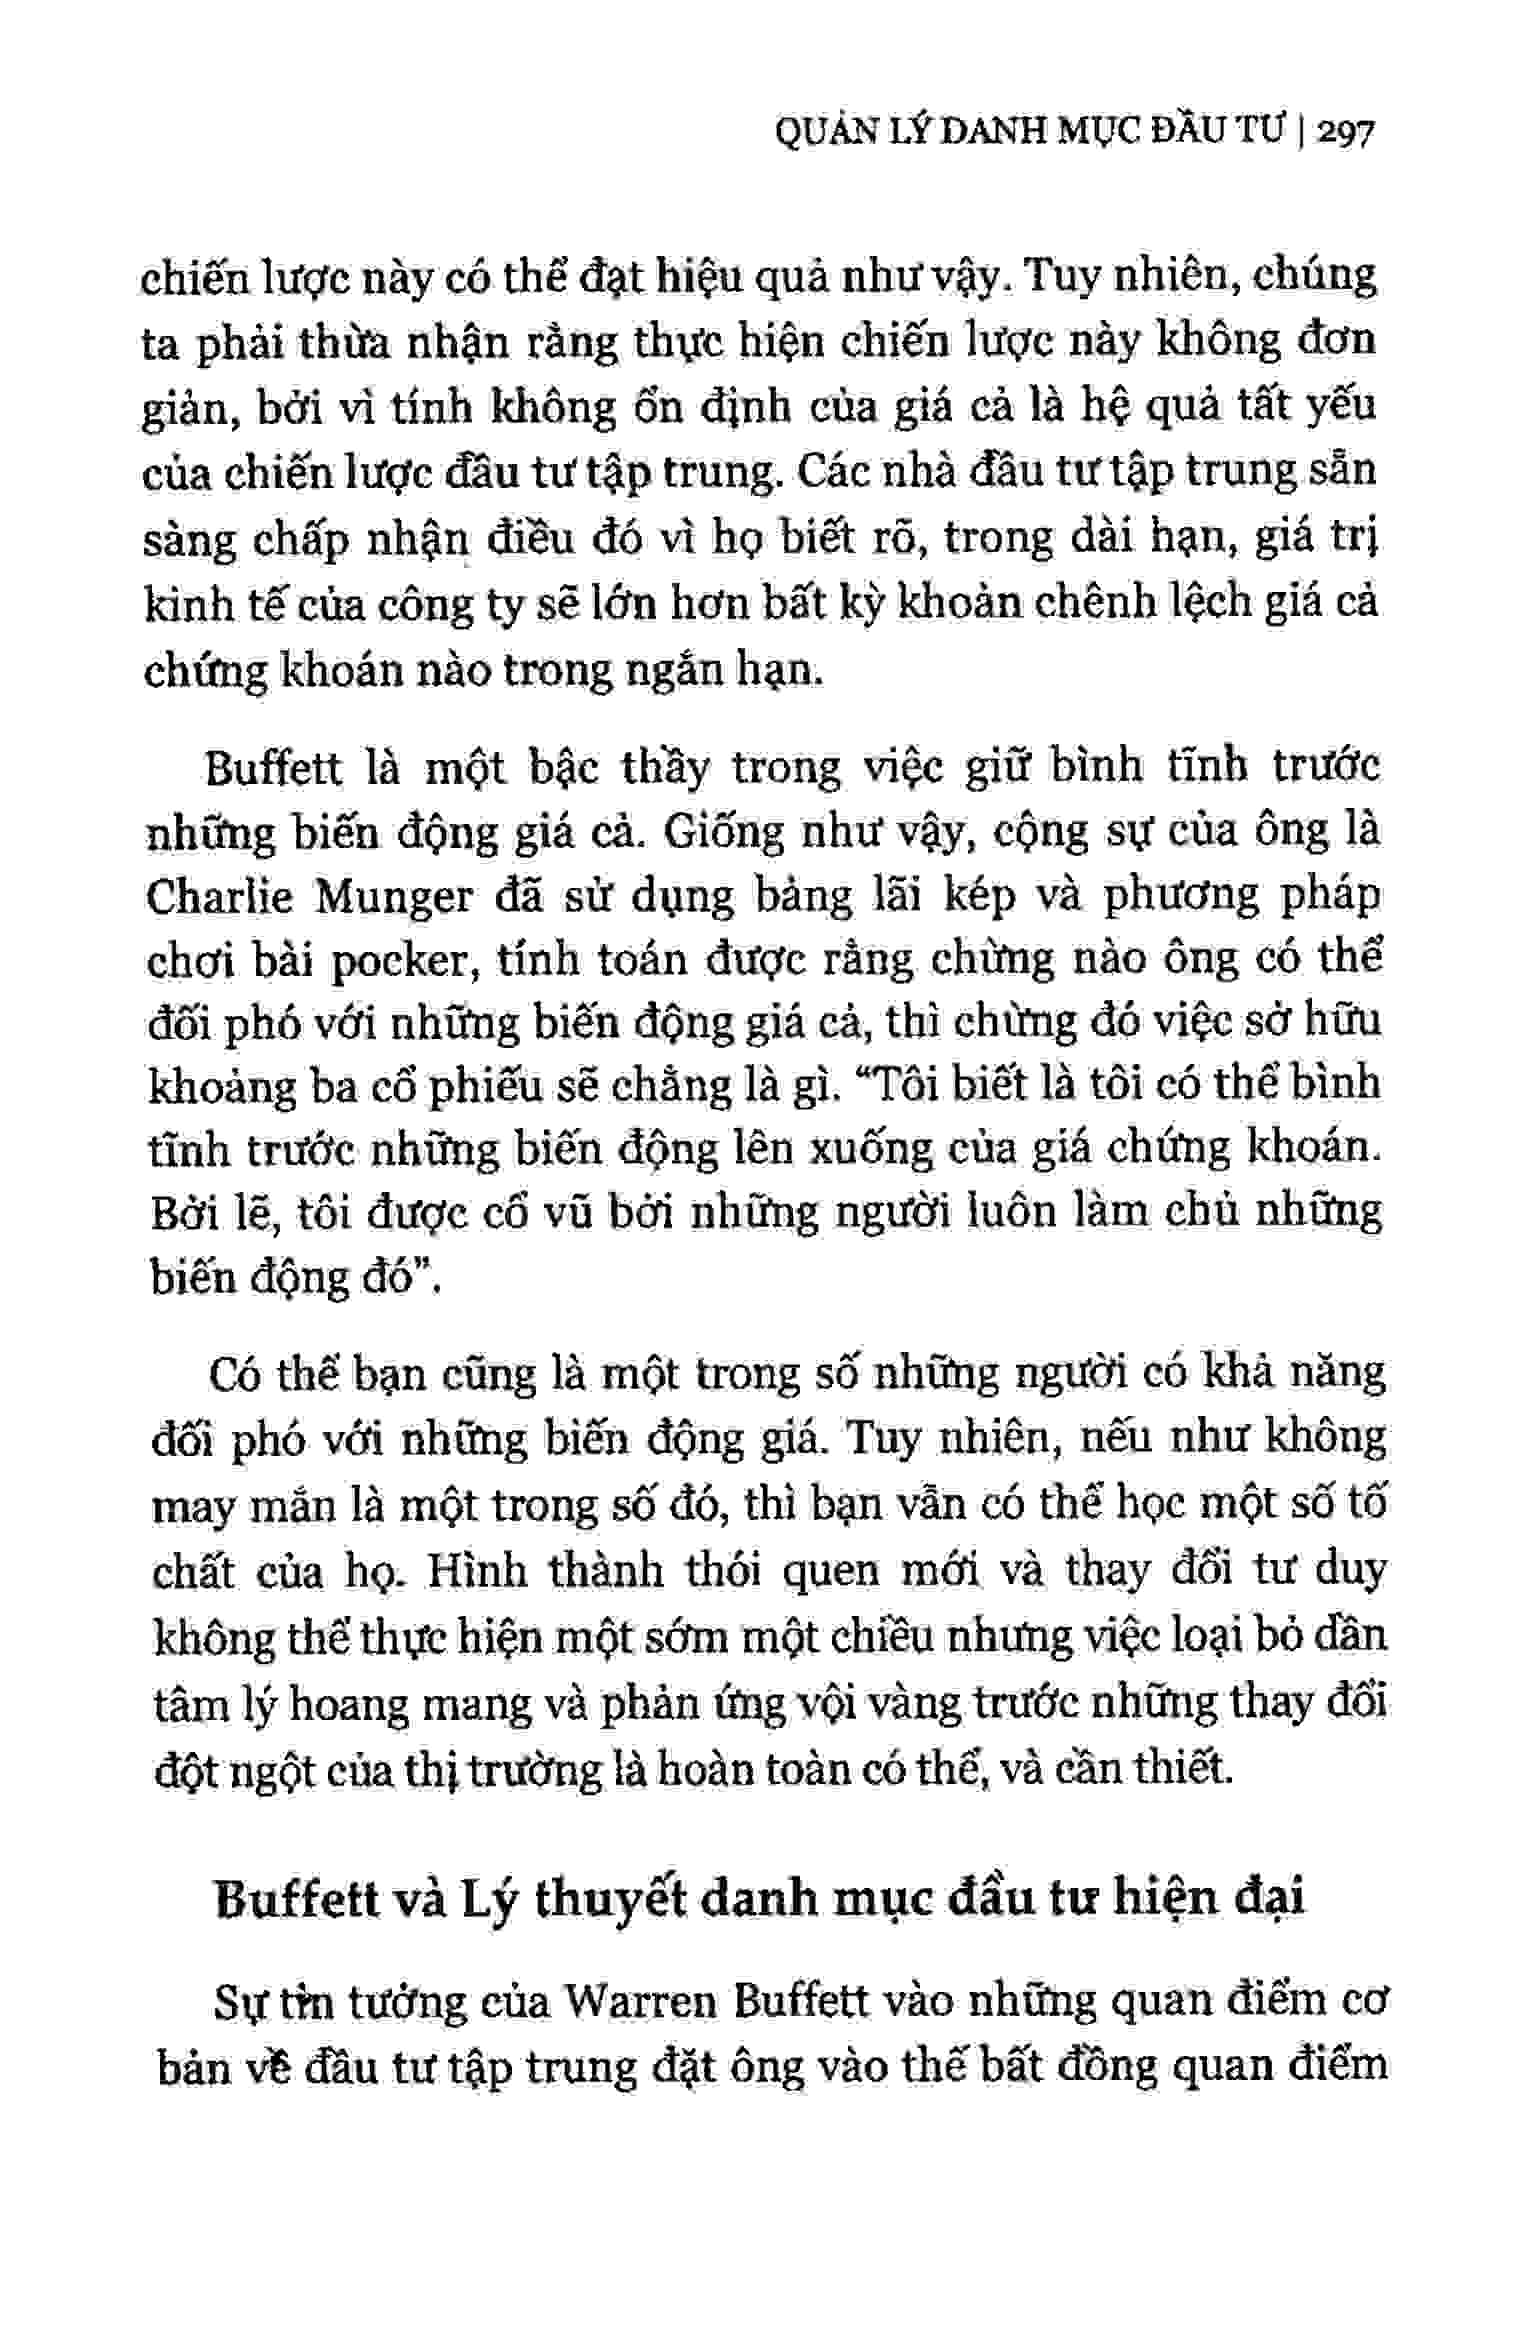 QUẢN LÝ DANH MỤC ĐẦU TƯ | 297
chiến lược này có thể đạt hiệu quả như vậy. Tuy nhiên, chúng
ta phải thừa nhận rằng thực hiện chiến lược này không đơn
giản, bởi vì tính không ổn định của giá cả là hệ quả tất yếu
của chiến lược đầu tư tập trung. Các nhà đầu tư tập trung sẵn
sàng chấp nhận điều đó vì họ biết rõ, trong dài hạn, giá trị
kinh tế của công ty sẽ lớn hơn bất kỳ khoản chênh lệch giá cả
chứng khoán nào trong ngắn hạn.
Buffett là một bậc thầy trong việc giữ bình tĩnh trước
những biến động giá cả. Giống như vậy, cộng sự của ông là
Charlie Munger đã sử dụng bảng lãi kép và phương pháp
chơi bài pocker, tính toán được rằng chừng nào ông có thể
đối phó với những biến động giá cả, thì chừng đó việc sở hữu
khoảng ba cổ phiếu sẽ chẳng là gì. “Tôi biết là tôi có thể bình
tĩnh trước những biến động lên xuống của giá chứng khoán.
Bởi lẽ, tôi được cổ vũ bởi những người luôn làm chủ những
biến động đó”.
Có thể bạn cũng là một trong số những người có khả năng
đối phó với những biến động giá. Tuy nhiên, nếu như không
may mắn là một trong số đó, thì bạn vẫn có thể học một số tố
chất của họ. Hình thành thói quen mới và thay đổi tư duy
không thể thực hiện một sớm một chiều nhưng việc loại bỏ dần
tâm lý hoang mang và phản ứng vội vàng trước những thay đổi
đột ngột của thị trường là hoàn toàn có thể, và cần thiết.
Buffett và Lý thuyết danh mục đầu tư hiện đại
Sự tin tưởng của Warren Buffett vào những quan điểm cơ
bản về đầu tư tập trung đặt ông vào thế bất đồng quan điểm